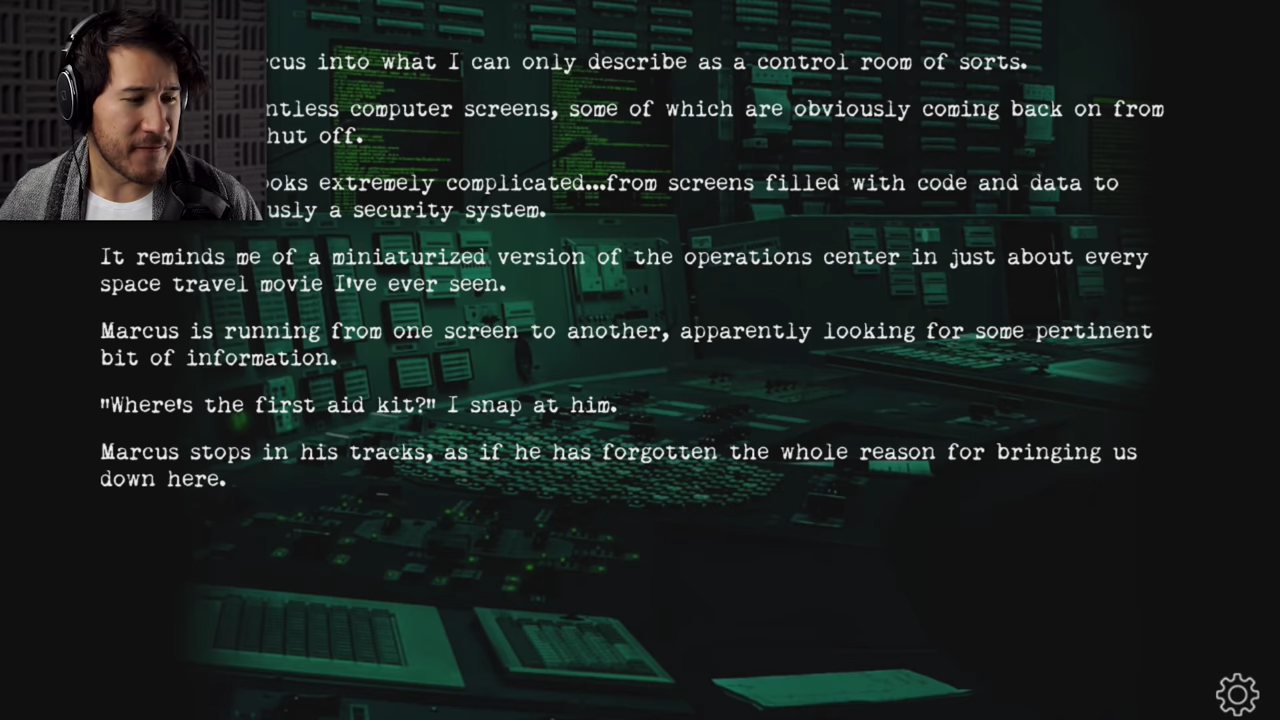 into what I can only describe as a control room of sorts.
computer screens, some of which are obviously coming back on from
off.
extremely complicated...from screens filled with code and data to
a security system.
It reminds me of a miniaturized version of the operations center in just about every
space travel movie I've ever seen.
Marcus is running from one screen to another, apparently looking for some pertinent
bit of information.
"Where's the first aid kit?" I snap at him.
Marcus stops in his tracks, as if he has forgotten the whole reason for bringing us
down here.